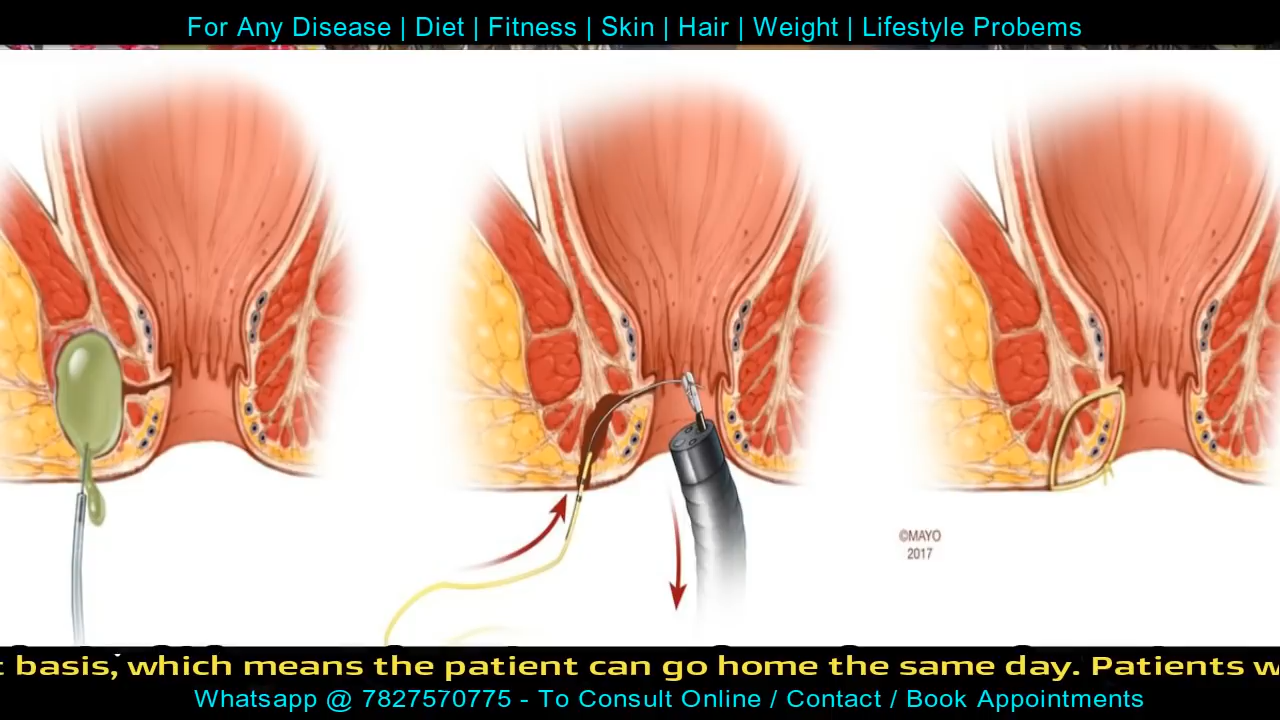 For Any Disease | Diet | Fitness | Skin | Hair | Weight | Lifestyle Probems
©MAYO
2017
basis, which means the patient can go home the same day. Patients
Whatsapp @ 7827570775 - To Consult Online / Contact / Book Appointments